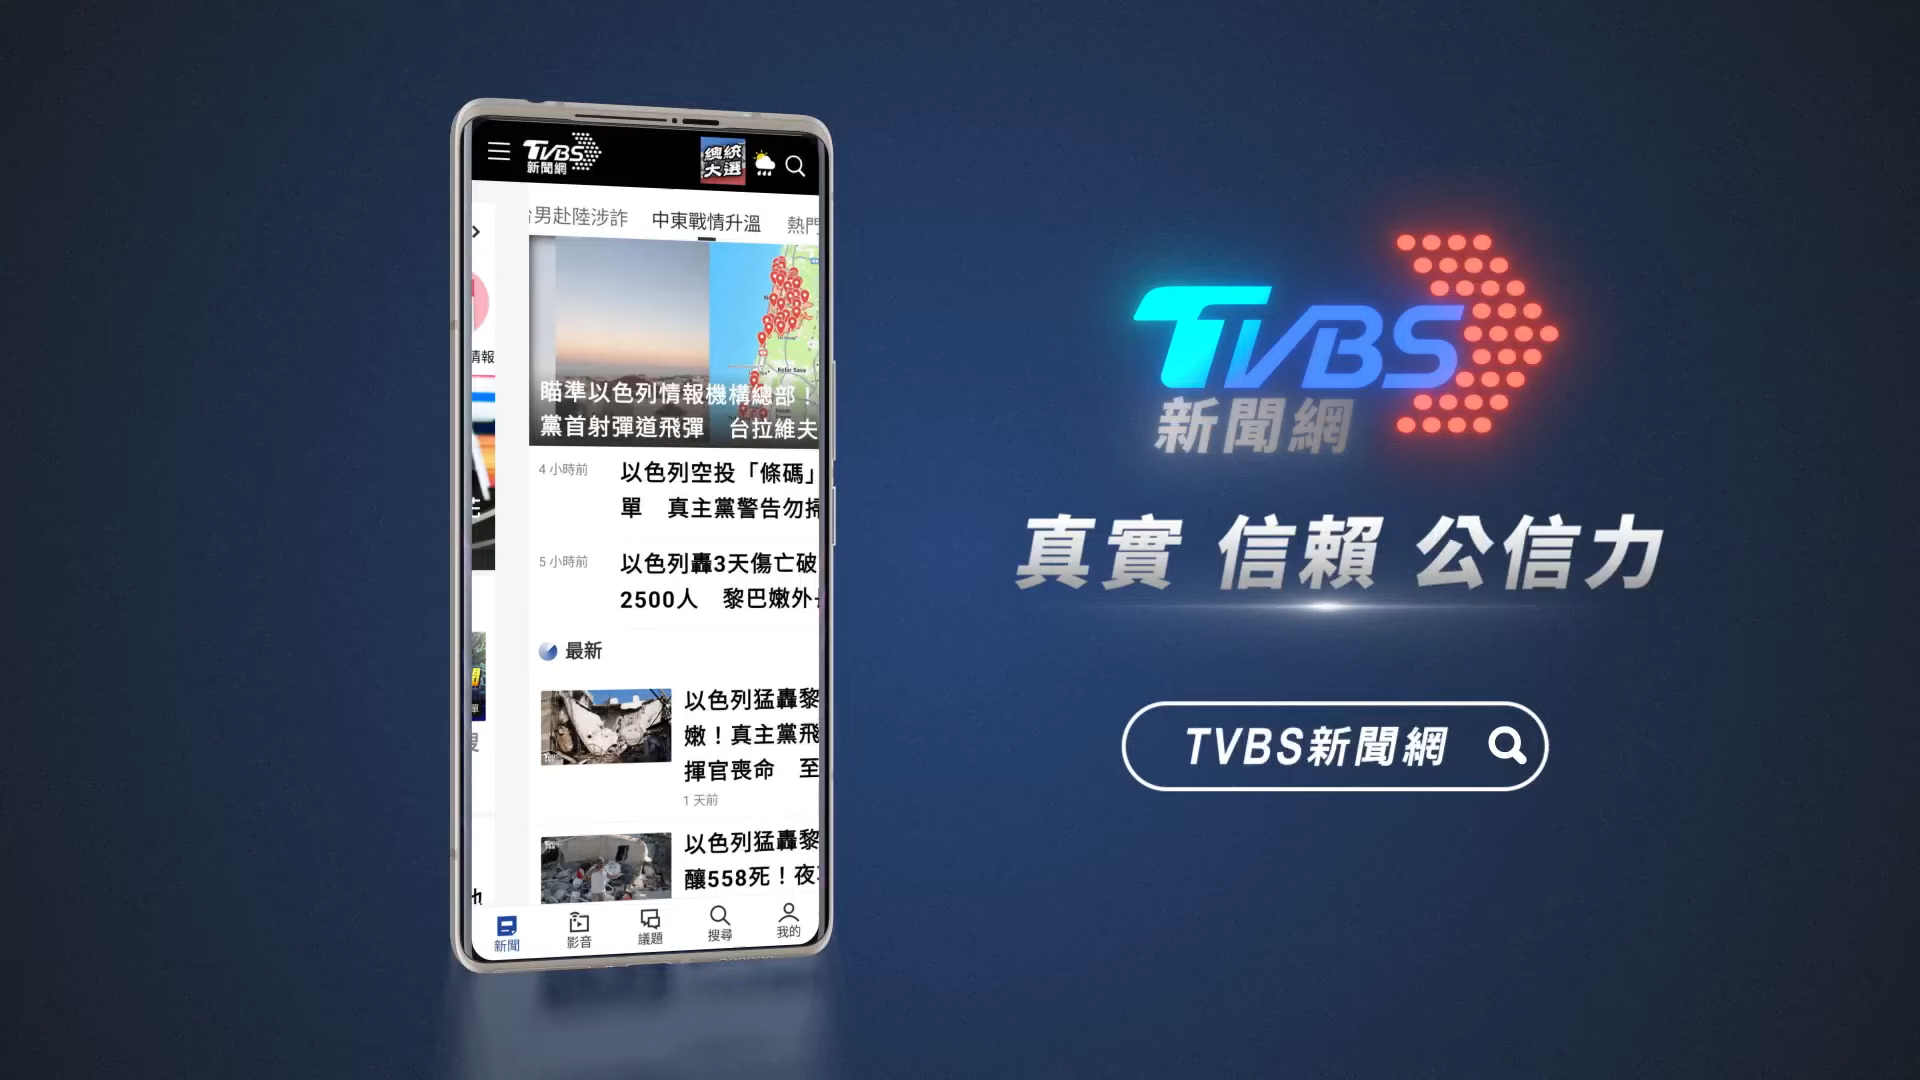 TVBS
新聞網
總統
大選
男赴陸涉詐 中東戰情升溫 熱門
情報
瞄準以色列情報機構總部！
黨首射彈道飛彈 台拉維夫
4 小時前
以色列空投「條碼」
單 真主黨警告勿掃
5 小時前
以色列轟3天傷亡破
2500人 黎巴嫩外
最新
以色列猛轟黎
嫩！真主黨飛
揮官喪命 至
1 天前
以色列猛轟黎
釀558死！夜
新聞
影音
議題
搜尋
我的
TVBS
新聞網
真實 信賴 公信力
TVBS新聞網